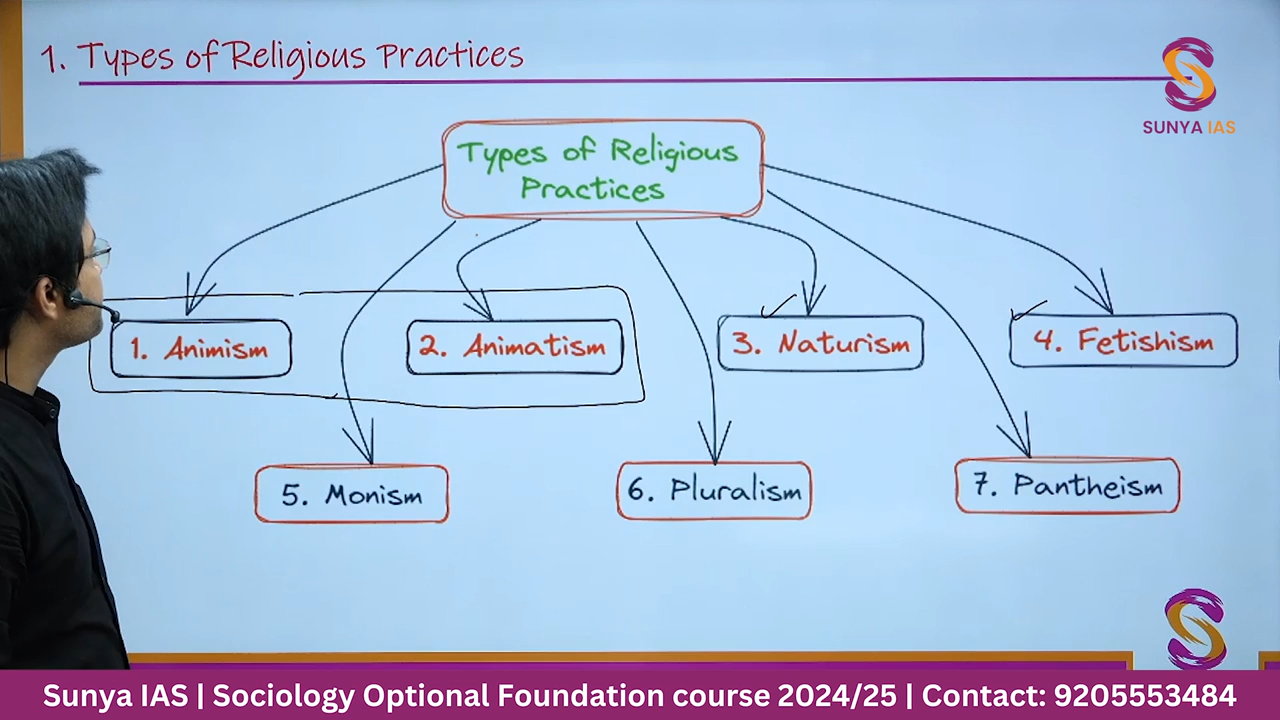 1. Types of Religious Practices
SUNYA IAS
Types of Religious
Practices
1. Animism
2. Animatism
3. Naturism
4. Fetishism
5. Monism
6. Pluralism
7. Pantheism
Sunya IAS | Sociology Optional Foundation course 2024/25 | Contact: 9205553484